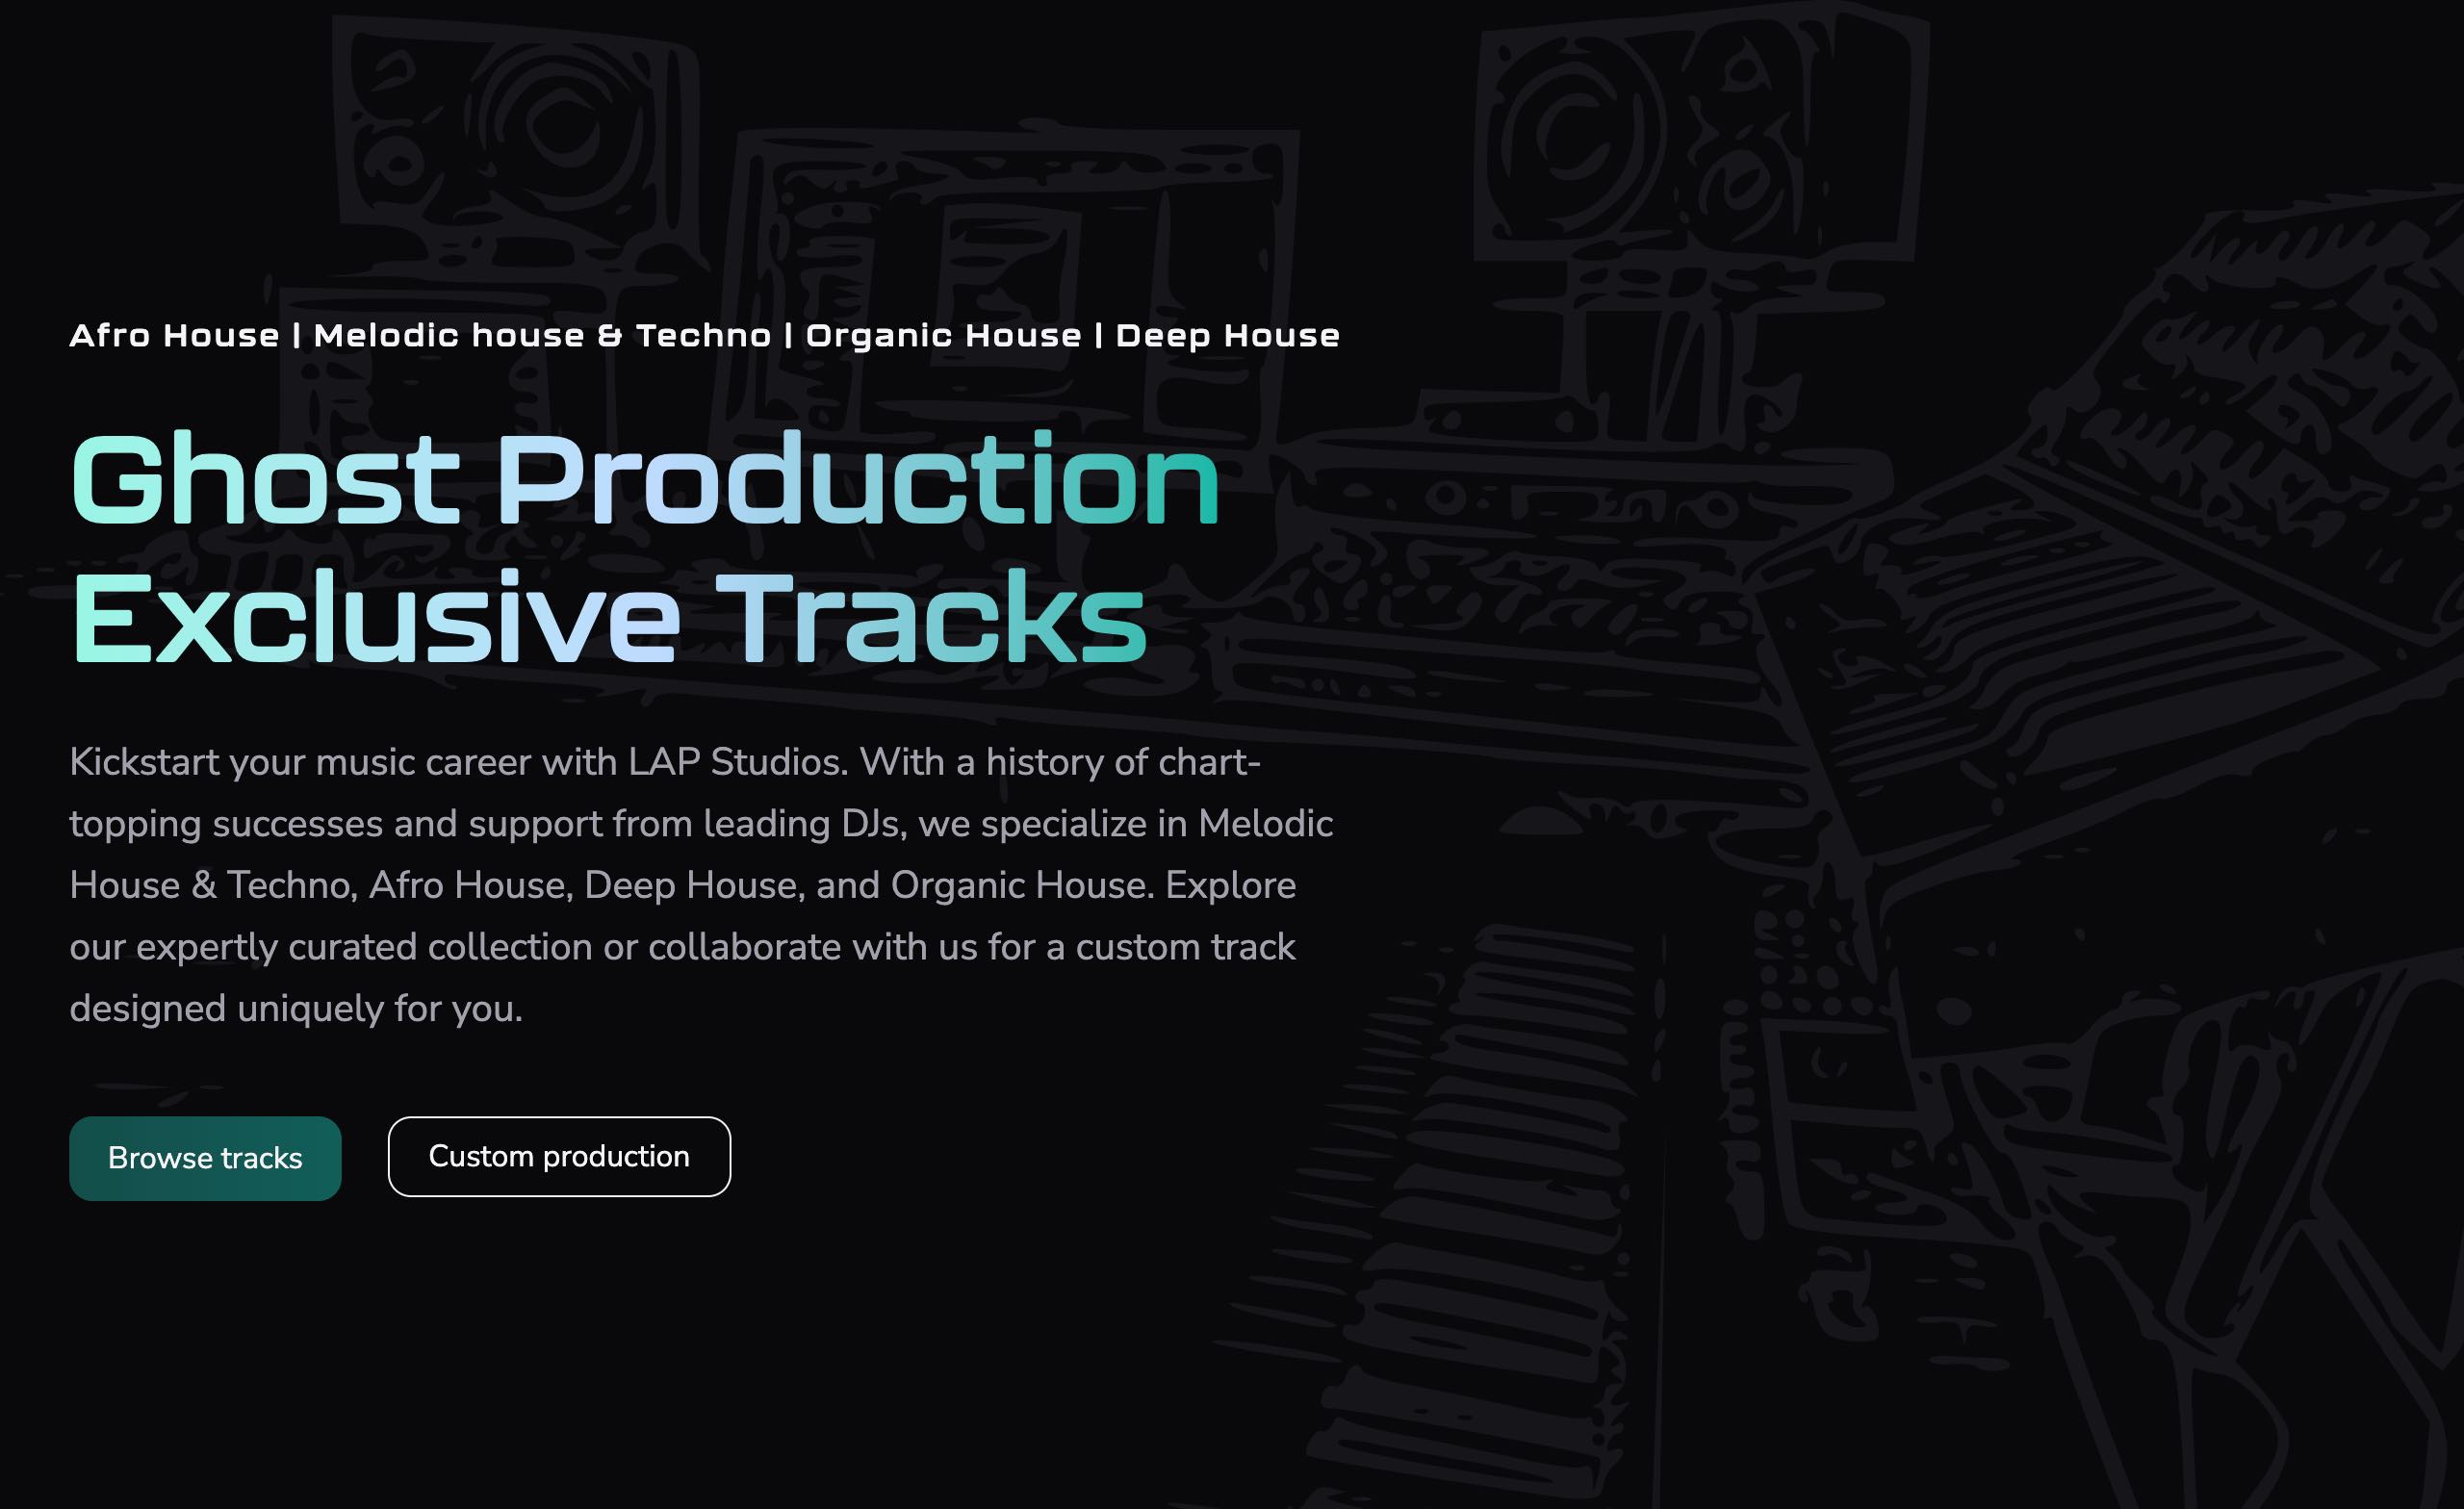 Afro House | Melodic house & Techno | Organic House | Deep House
Ghost Production
Exclusive Tracks
Kickstart your music career with LAP Studios. With a history of chart-
topping successes and support from leading DJs, we specialize in Melodic
House & Techno, Afro House, Deep House, and Organic House. Explore
our expertly curated collection or collaborate with us for a custom track
designed uniquely for you.
Browse tracks
Custom production